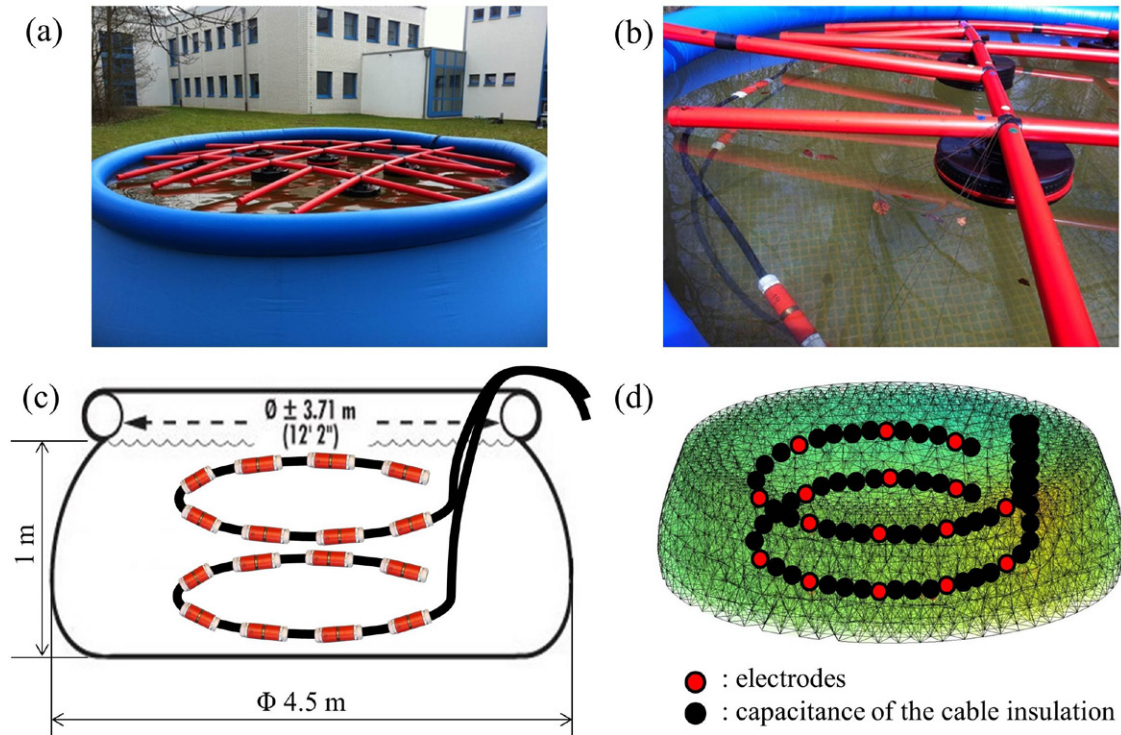 (a)
(b)
(c)
Ø ± 3.71 m
(12' 2")
1 m
Φ 4.5 m
(d)
: electrodes
: capacitance of the cable insulation